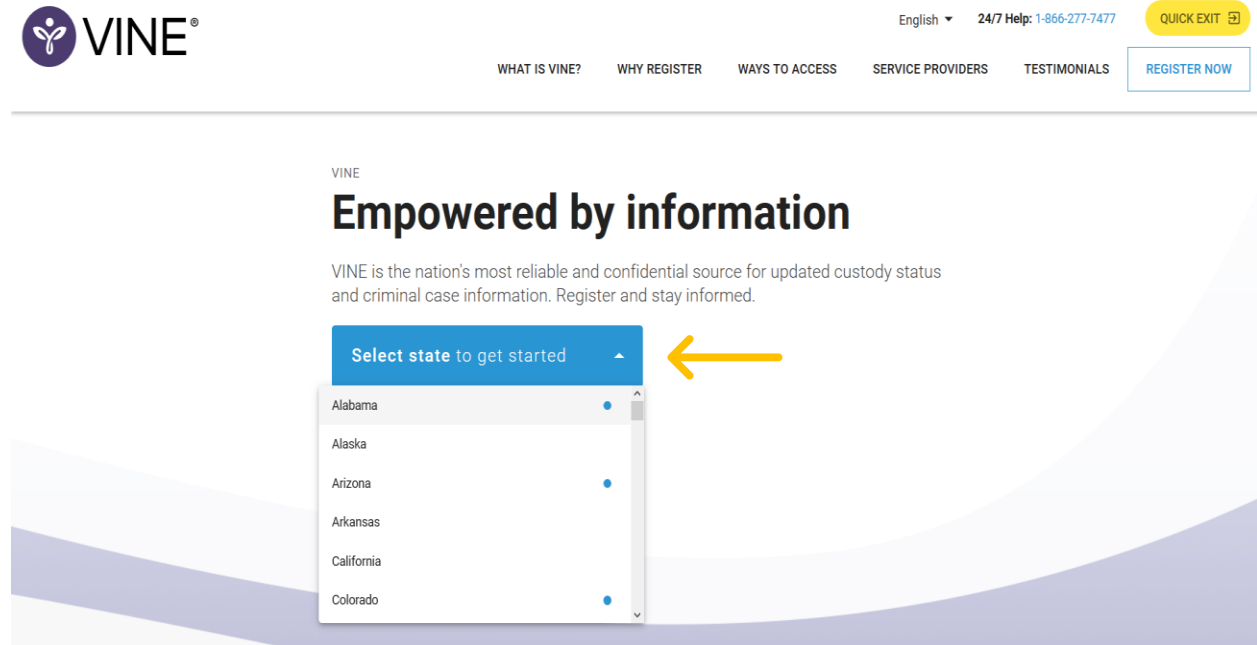 VINE®
English
24/7 Help: 1-866-277-7477
QUICK EXIT
WHAT IS VINE?
WHY REGISTER
WAYS TO ACCESS
SERVICE PROVIDERS
TESTIMONIALS
REGISTER NOW
VINE
Empowered by information
VINE is the nation's most reliable and confidential source for updated custody status
and criminal case information. Register and stay informed.
Select state to get started
Alabama
Alaska
Arizona
Arkansas
California
Colorado